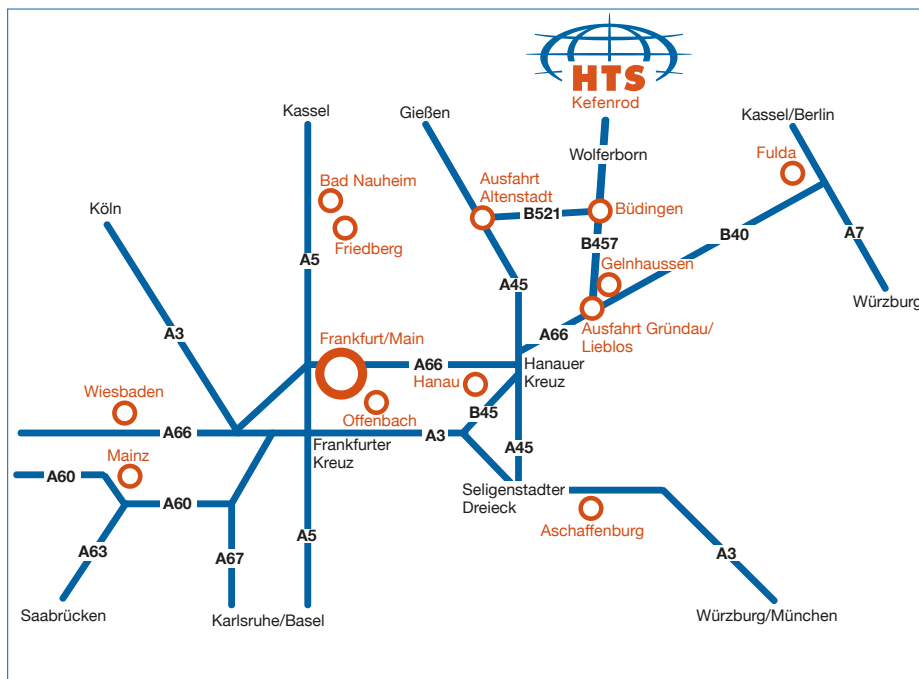 HTS
Kefenrod
Kassel
Gießen
Kassel/Berlin
Wolferborn
Fulda
Bad Nauheim
Ausfahrt
Altenstadt
Köln
B521
Büdingen
Friedberg
B40
A7
B457
A5
Gelnhaussen
A45
Würzburg
A3
Frankfurt/Main
A66
Ausfahrt Gründau/
Lieblos
A66
Hanauer
Kreuz
Hanau
Wiesbaden
B45
Offenbach
A66
A3
Frankfurter
Kreuz
A45
Mainz
A60
Seligenstadter
Dreieck
A60
Aschaffenburg
A5
A63
A67
A3
Saabrücken
Karlsruhe/Basel
Würzburg/München